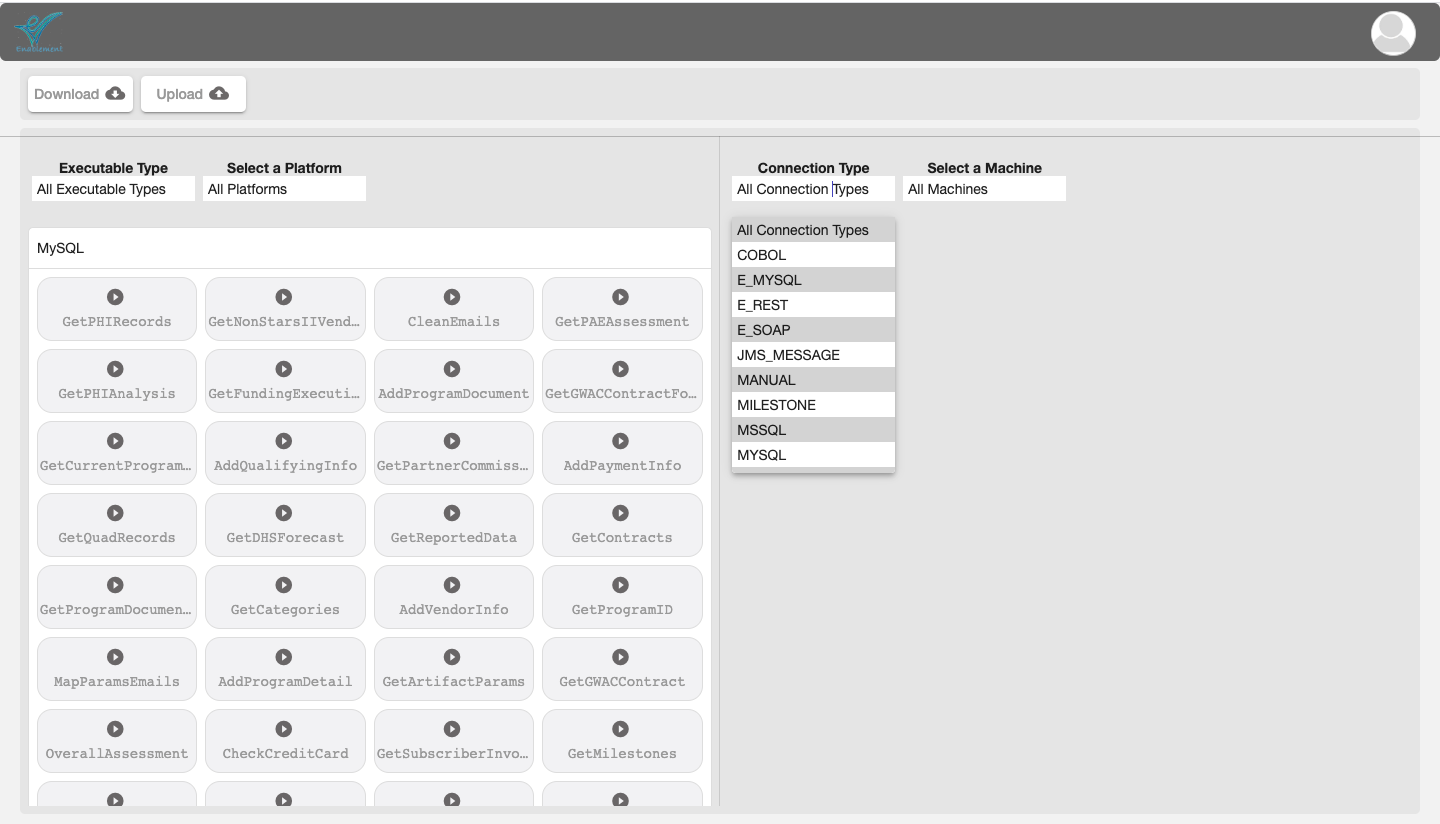 Enablement
Download
Upload
Executable Type
Select a Platform
All Executable Types
All Platforms
MySQL
GetPHIRecords
GetNonStarsIIVend...
CleanEmails
GetPAEAssessment
GetPHIAnalysis
GetFundingExecuti...
AddProgramDocument
GetGWACContractFo...
GetCurrentProgram...
AddQualifyingInfo
GetPartnerCommiss...
AddPaymentInfo
GetQuadRecords
GetDHSForecast
GetReportedData
GetContracts
GetProgramDocumen...
GetCategories
AddVendorInfo
GetProgramID
MapParamsEmails
AddProgramDetail
GetArtifactParams
GetGWACContract
OverallAssessment
CheckCreditCard
GetSubscriberInvo...
GetMilestones
Connection Type
Select a Machine
All Connection Types
All Machines
All Connection Types
COBOL
E_MYSQL
E_REST
E_SOAP
JMS_MESSAGE
MANUAL
MILESTONE
MSSQL
MYSQL